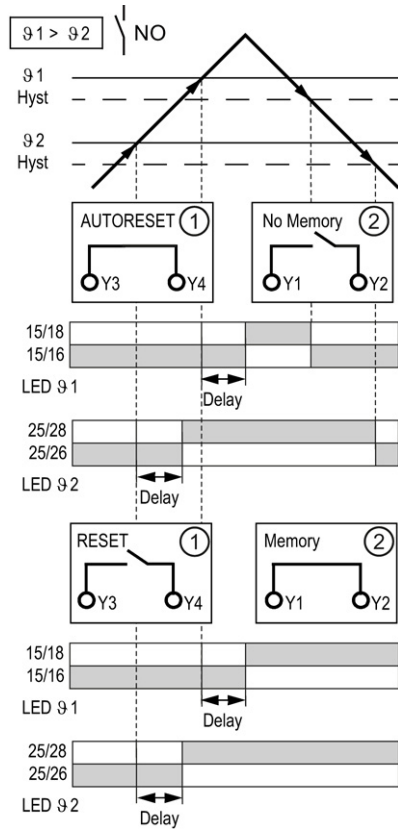 ϑ1 > ϑ2 NO
ϑ1
Hyst
ϑ2
Hyst
AUTORESET 1
Y3 Y4
No Memory 2
Y1 Y2
15/18
15/16
LED ϑ1
Delay
25/28
25/26
LED ϑ2
Delay
RESET 1
Y3 Y4
Memory 2
Y1 Y2
15/18
15/16
LED ϑ1
Delay
25/28
25/26
LED ϑ2
Delay